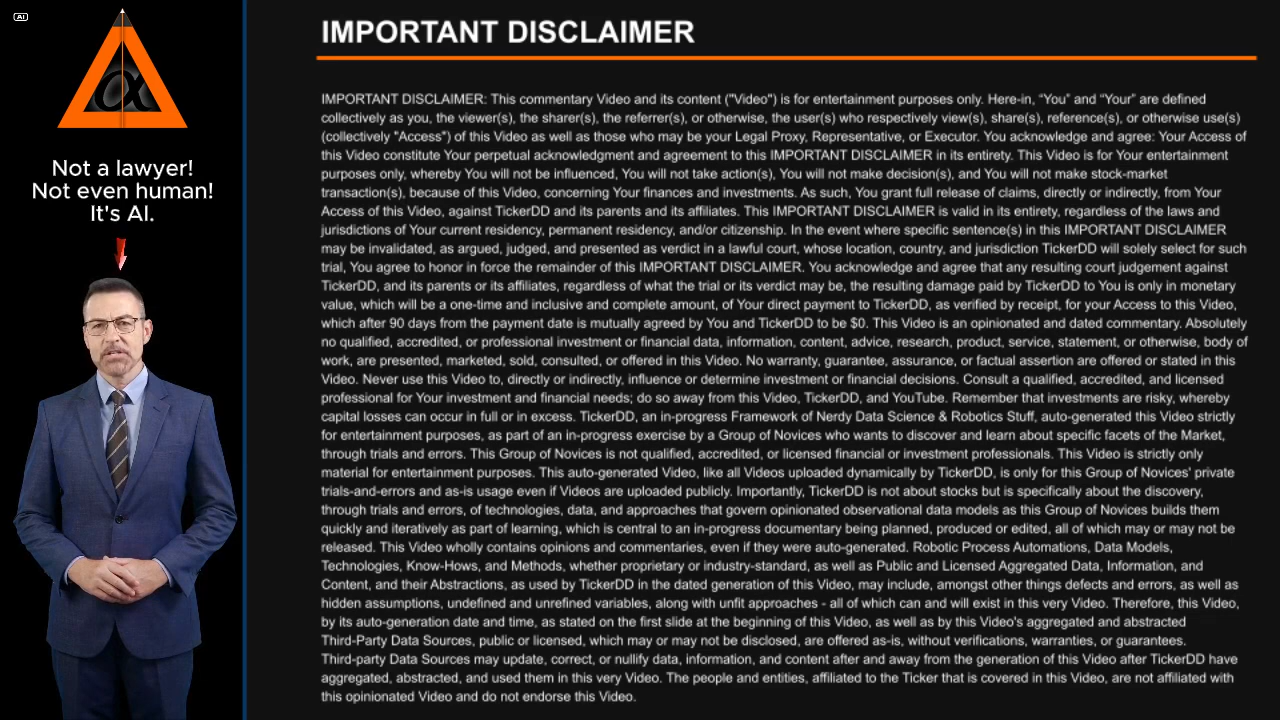 AI
IMPORTANT DISCLAIMER
α
Not a lawyer!
Not even human!
It's AI.
IMPORTANT DISCLAIMER: This commentary Video and its content ("Video") is for entertainment purposes only. Here-in, “You” and “Your” are defined
collectively as you, the viewer(s), the sharer(s), the referrer(s), or otherwise, the user(s) who respectively view(s), share(s), reference(s), or otherwise use(s)
(collectively "Access") of this Video as well as those who may be your Legal Proxy, Representative, or Executor. You acknowledge and agree: Your Access of
this Video constitute Your perpetual acknowledgment and agreement to this IMPORTANT DISCLAIMER in its entirety. This Video is for Your entertainment
purposes only, whereby You will not be influenced, You will not take action(s), You will not make decision(s), and You will not make stock-market
transaction(s), because of this Video, concerning Your finances and investments. As such, You grant full release of claims, directly or indirectly, from Your
Access of this Video, against TickerDD and its parents and its affiliates. This IMPORTANT DISCLAIMER is valid in its entirety, regardless of the laws and
jurisdictions of Your current residency, permanent residency, and/or citizenship. In the event where specific sentence(s) in this IMPORTANT DISCLAIMER
may be invalidated, as argued, judged, and presented as verdict in a lawful court, whose location, country, and jurisdiction TickerDD will solely select for such
trial, You agree to honor in force the remainder of this IMPORTANT DISCLAIMER. You acknowledge and agree that any resulting court judgement against
TickerDD, and its parents or its affiliates, regardless of what the trial or its verdict may be, the resulting damage paid by TickerDD to You is only in monetary
value, which will be a one-time and inclusive and complete amount, of Your direct payment to TickerDD, as verified by receipt, for your Access to this Video,
which after 90 days from the payment date is mutually agreed by You and TickerDD to be $0. This Video is an opinionated and dated commentary. Absolutely
no qualified, accredited, or professional investment or financial data, information, content, advice, research, product, service, statement, or otherwise, body of
work, are presented, marketed, sold, consulted, or offered in this Video. No warranty, guarantee, assurance, or factual assertion are offered or stated in this
Video. Never use this Video to, directly or indirectly, influence or determine investment or financial decisions. Consult a qualified, accredited, and licensed
professional for Your investment and financial needs; do so away from this Video, TickerDD, and YouTube. Remember that investments are risky, whereby
capital losses can occur in full or in excess. TickerDD, an in-progress Framework of Nerdy Data Science & Robotics Stuff, auto-generated this Video strictly
for entertainment purposes, as part of an in-progress exercise by a Group of Novices who wants to discover and learn about specific facets of the Market,
through trials and errors. This Group of Novices is not qualified, accredited, or licensed financial or investment professionals. This Video is strictly only
material for entertainment purposes. This auto-generated Video, like all Videos uploaded dynamically by TickerDD, is only for this Group of Novices' private
trials-and-errors and as-is usage even if Videos are uploaded publicly. Importantly, TickerDD is not about stocks but is specifically about the discovery,
through trials and errors, of technologies, data, and approaches that govern opinionated observational data models as this Group of Novices builds them
quickly and iteratively as part of learning, which is central to an in-progress documentary being planned, produced or edited, all of which may or may not be
released. This Video wholly contains opinions and commentaries, even if they were auto-generated. Robotic Process Automations, Data Models,
Technologies, Know-Hows, and Methods, whether proprietary or industry-standard, as well as Public and Licensed Aggregated Data, Information, and
Content, and their Abstractions, as used by TickerDD in the dated generation of this Video, may include, amongst other things defects and errors, as well as
hidden assumptions, undefined and unrefined variables, along with unfit approaches - all of which can and will exist in this very Video. Therefore, this Video,
by its auto-generation date and time, as stated on the first slide at the beginning of this Video, as well as by this Video's aggregated and abstracted
Third-Party Data Sources, public or licensed, which may or may not be disclosed, are offered as-is, without verifications, warranties, or guarantees.
Third-party Data Sources may update, correct, or nullify data, information, and content after and away from the generation of this Video after TickerDD have
aggregated, abstracted, and used them in this very Video. The people and entities, affiliated to the Ticker that is covered in this Video, are not affiliated with
this opinionated Video and do not endorse this Video.